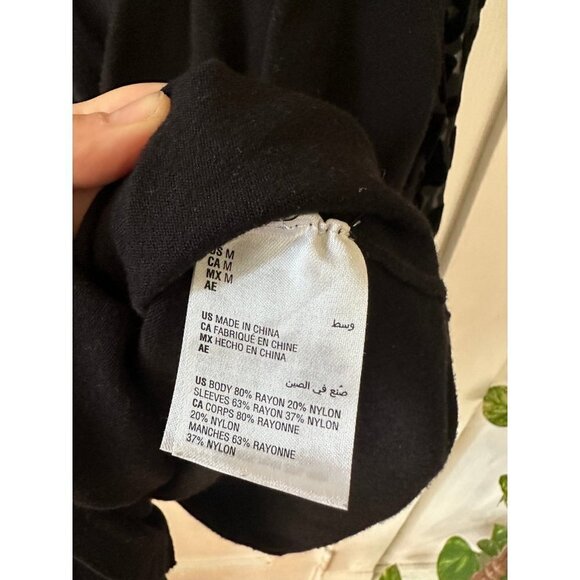 US M
CA M
MX M
AE
وسط
US MADE IN CHINA
CA FABRIQUÉ EN CHINE
MX HECHO EN CHINA
AE
صُنع في الصين
US BODY 80% RAYON 20% NYLON
SLEEVES 63% RAYON 37% NYLON
CA CORPS 80% RAYONNE
20% NYLON
MANCHES 63% RAYONNE
37% NYLON